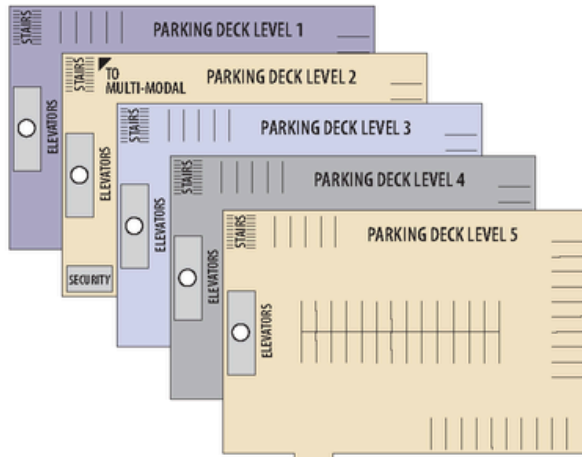 STAIRS
PARKING DECK LEVEL 1
ELEVATORS
STAIRS
TO
MULTI-MODAL
PARKING DECK LEVEL 2
ELEVATORS
SECURITY
STAIRS
PARKING DECK LEVEL 3
ELEVATORS
STAIRS
PARKING DECK LEVEL 4
ELEVATORS
STAIRS
PARKING DECK LEVEL 5
ELEVATORS